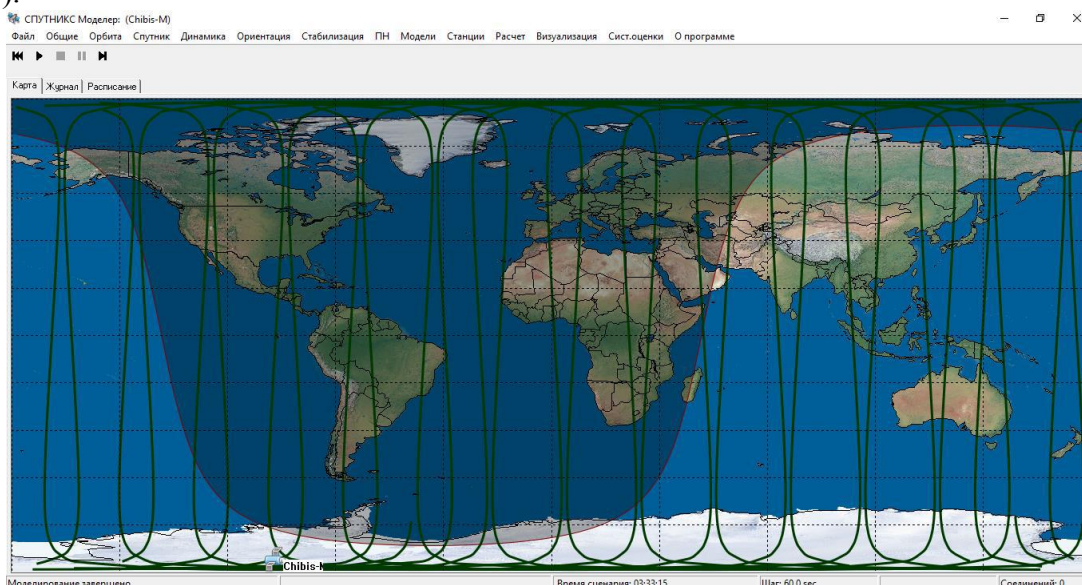 ).
СПУТНИКС Моделер: (Chibis-M)
Файл Общие Орбита Спутник Динамика Ориентация Стабилизация ПН Модели Станции Расчет Визуализация Сист.оценки О программе
Карта Журнал Расписание
Chibis-M
Моделирование завершено Время сценария: 03:33:15 Шаг: 60.0 sec Соединений: 0